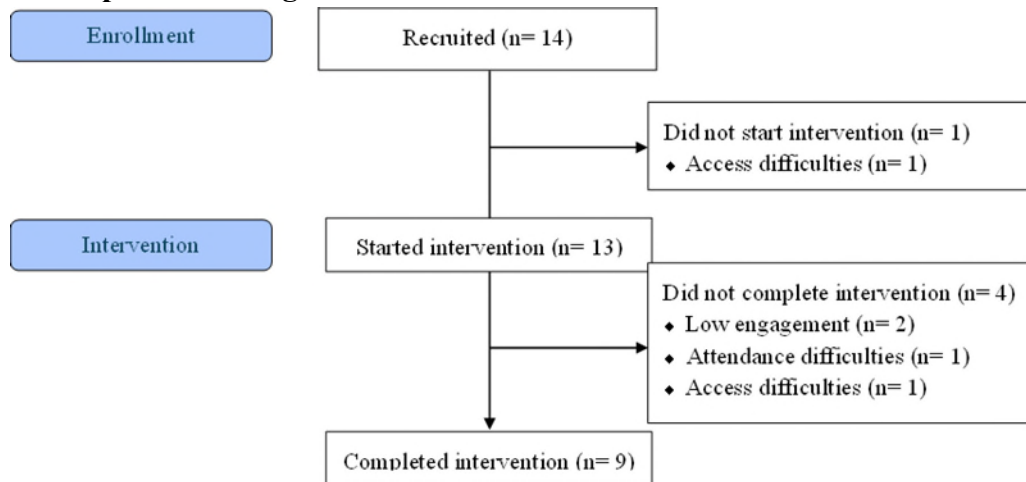 Enrollment
Recruited (n= 14)
Did not start intervention (n= 1)
⬥ Access difficulties (n= 1)
Intervention
Started intervention (n= 13)
Did not complete intervention (n= 4)
⬥ Low engagement (n= 2)
⬥ Attendance difficulties (n= 1)
⬥ Access difficulties (n= 1)
Completed intervention (n= 9)